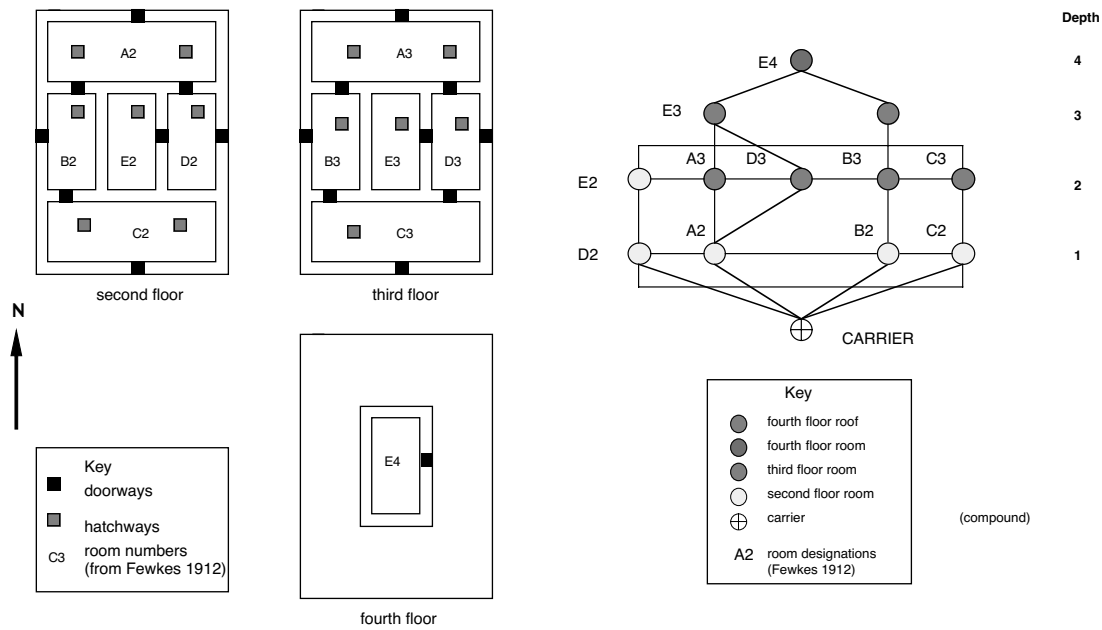 A2
B2
E2
D2
C2
second floor
A3
B3
E3
D3
C3
third floor
N
E4
fourth floor
Key
doorways
hatchways
C3
room numbers
(from Fewkes 1912)
Depth
E4
4
E3
3
A3
D3
B3
C3
E2
2
A2
B2
C2
D2
1
CARRIER
Key
fourth floor roof
fourth floor room
third floor room
second floor room
carrier
(compound)
A2
room designations
(Fewkes 1912)